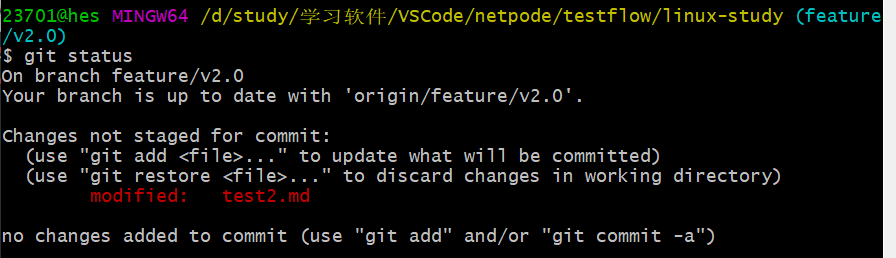 23701@hes MINGW64 /d/study/学习软件/VSCode/netpode/testflow/linux-study (feature
/v2.0)
$ git status
On branch feature/v2.0
Your branch is up to date with 'origin/feature/v2.0'.
Changes not staged for commit:
(use "git add <file>..." to update what will be committed)
(use "git restore <file>..." to discard changes in working directory)
modified:   test2.md
no changes added to commit (use "git add" and/or "git commit -a")